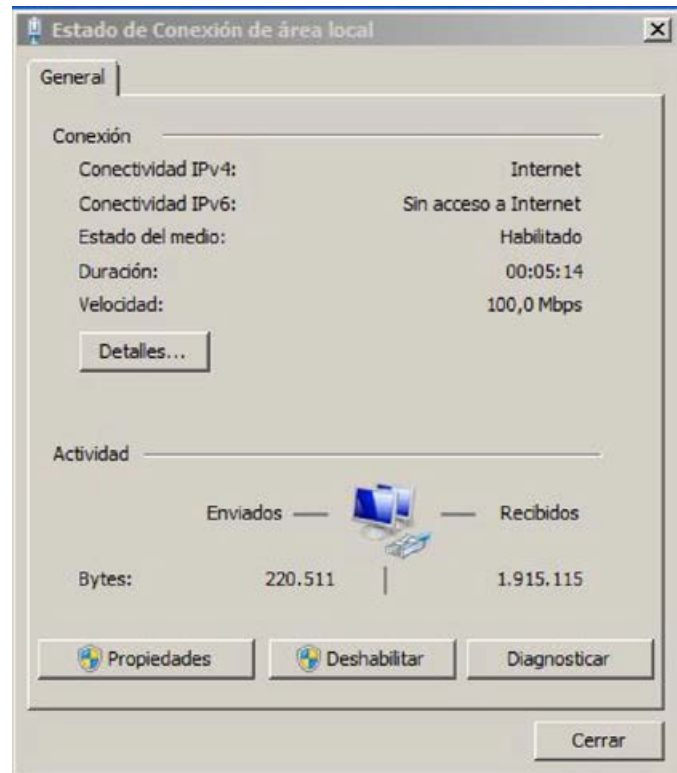 Estado de Conexión de área local
General
Conexión
Conectividad IPv4: Internet
Conectividad IPv6: Sin acceso a Internet
Estado del medio: Habilitado
Duración: 00:05:14
Velocidad: 100,0 Mbps
Detalles...
Actividad
Enviados Recibidos
Bytes: 220.511 1.915.115
Propiedades Deshabilitar Diagnosticar
Cerrar